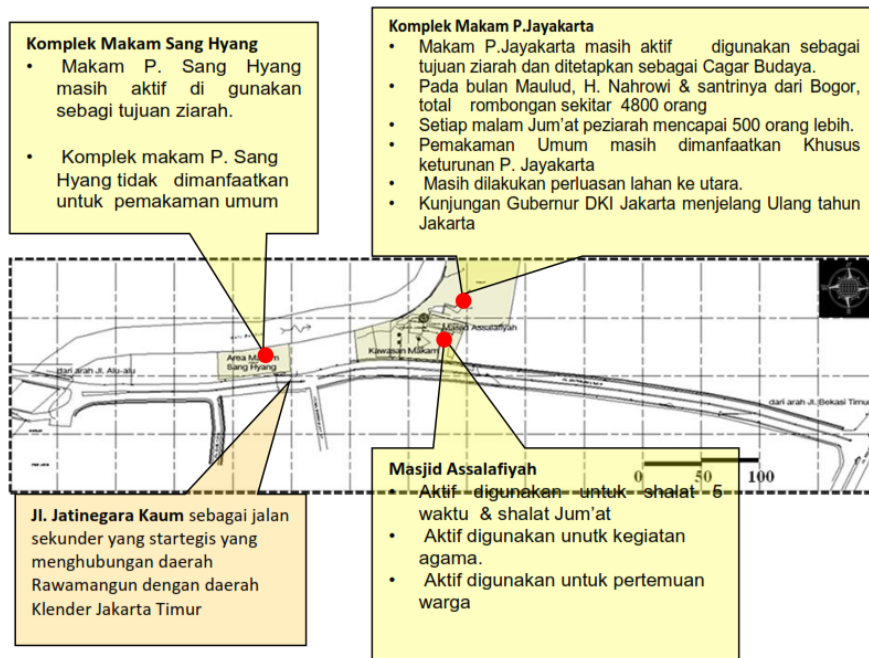 Komplek Makam Sang Hyang
• Makam P. Sang Hyang
masih aktif di gunakan
sebagi tujuan ziarah.
• Komplek makam P. Sang
Hyang tidak dimanfaatkan
untuk pemakaman umum
Komplek Makam P.Jayakarta
• Makam P.Jayakarta masih aktif digunakan sebagai
tujuan ziarah dan ditetapkan sebagai Cagar Budaya.
• Pada bulan Maulud, H. Nahrowi & santrinya dari Bogor,
total rombongan sekitar 4800 orang
• Setiap malam Jum'at peziarah mencapai 500 orang lebih.
• Pemakaman Umum masih dimanfaatkan Khusus
keturunan P. Jayakarta
• Masih dilakukan perluasan lahan ke utara.
• Kunjungan Gubernur DKI Jakarta menjelang Ulang tahun
Jakarta
Masjid Assalafiyah
Kawasan Makam
Area Makam
Sang Hyang
dari arah Jl. Alu-alu
dari arah Jl. Bekasi Timur
0 50 100
Jl. Jatinegara Kaum sebagai jalan
sekunder yang startegis yang
menghubungan daerah
Rawamangun dengan daerah
Klender Jakarta Timur
Masjid Assalafiyah
• Aktif digunakan untuk shalat 5
waktu & shalat Jum'at
• Aktif digunakan unutk kegiatan
agama.
• Aktif digunakan untuk pertemuan
warga